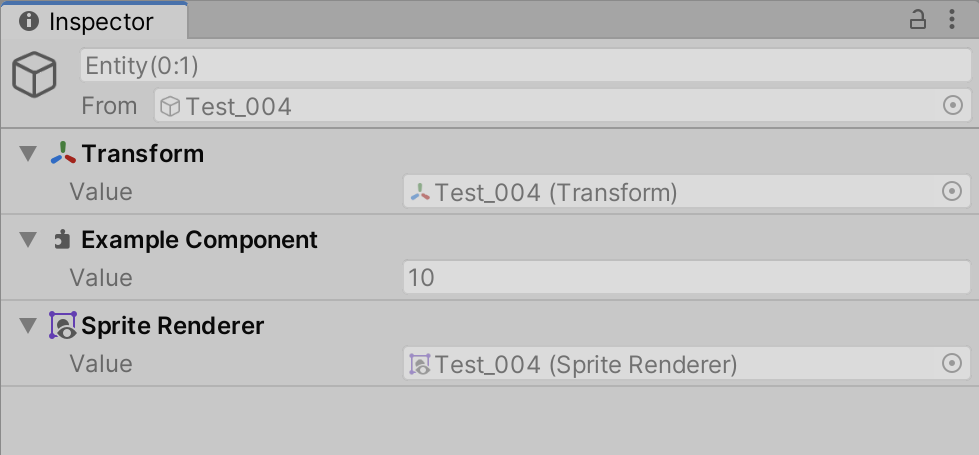 Inspector
Entity(0:1)
From Test_004
Transform
Value Test_004 (Transform)
Example Component
Value 10
Sprite Renderer
Value Test_004 (Sprite Renderer)